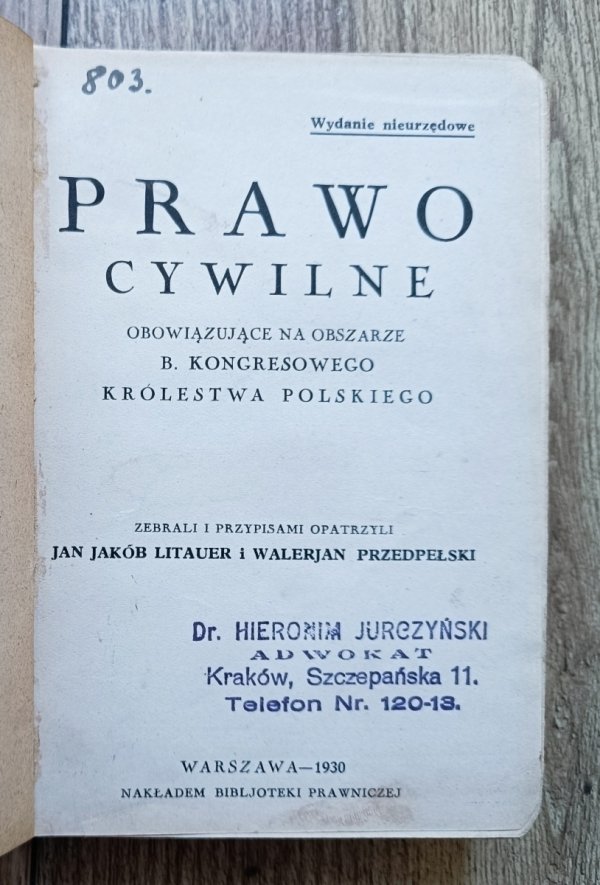 803.
Wydanie nieurzędowe
PRAWO
CYWILNE
OBOWIĄZUJĄCE NA OBSZARZE
B. KONGRESOWEGO
KRÓLESTWA POLSKIEGO
ZEBRALI I PRZYPISAMI OPATRZYLI
JAN JAKÓB LITAUER i WALERJAN PRZEDPEŁSKI
Dr. HIERONIM JURCZYŃSKI
ADWOKAT
Kraków, Szczepańska 11.
Telefon Nr. 120-13.
WARSZAWA—1930
NAKŁADEM BIBLJOTEKI PRAWNICZEJ